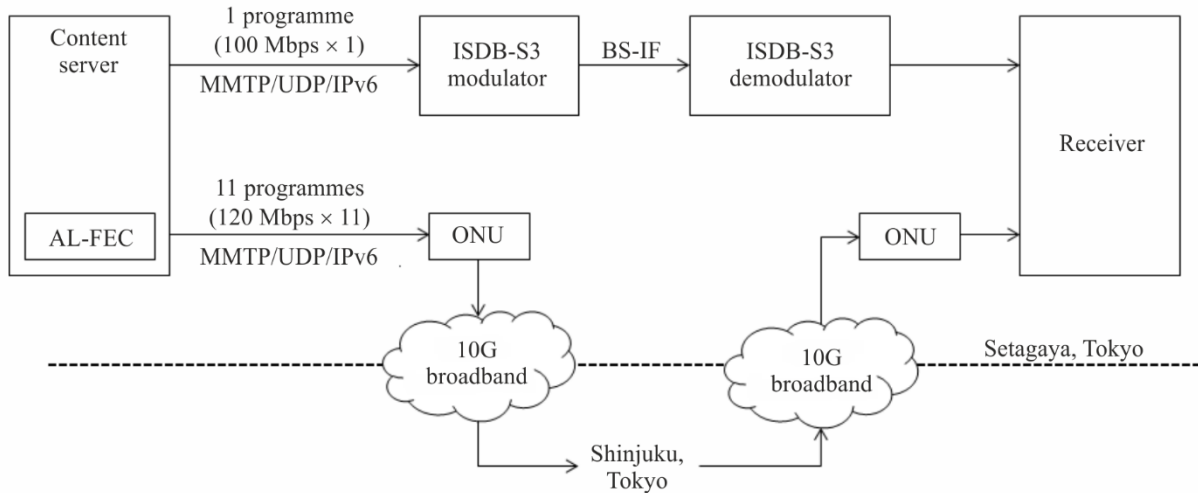 Content
server
1 programme
(100 Mbps × 1)
MMTP/UDP/IPv6
ISDB-S3
modulator
BS-IF
ISDB-S3
demodulator
Receiver
11 programmes
(120 Mbps × 11)
MMTP/UDP/IPv6
AL-FEC
ONU
ONU
10G
broadband
10G
broadband
Setagaya, Tokyo
Shinjuku,
Tokyo